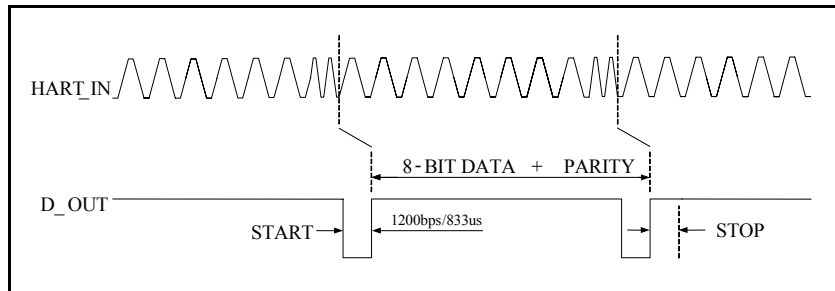 HART_IN
8-BIT DATA + PARITY
D_OUT
START
1200bps/833us
STOP